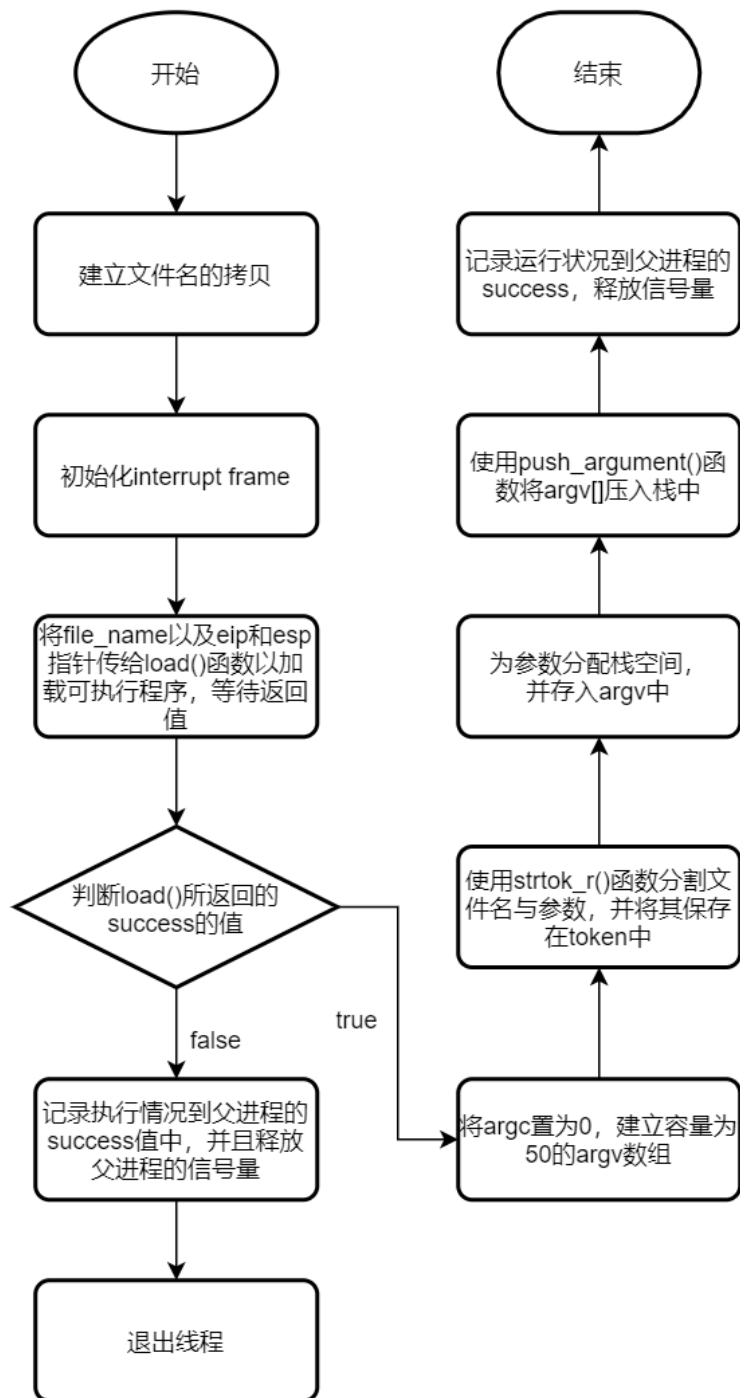 开始
建立文件名的拷贝
初始化interrupt frame
将file_name以及eip和esp
指针传给load()函数以加
载可执行程序，等待返回
值
判断load()所返回的
success的值
false
true
记录执行情况到父进程的
success值中，并且释放
父进程的信号量
退出线程
将argc置为0，建立容量为
50的argv数组
使用strtok_r()函数分割文
件名与参数，并将其保存
在token中
为参数分配栈空间，
并存入argv中
使用push_argument()函
数将argv[]压入栈中
记录运行状况到父进程的
success，释放信号量
结束